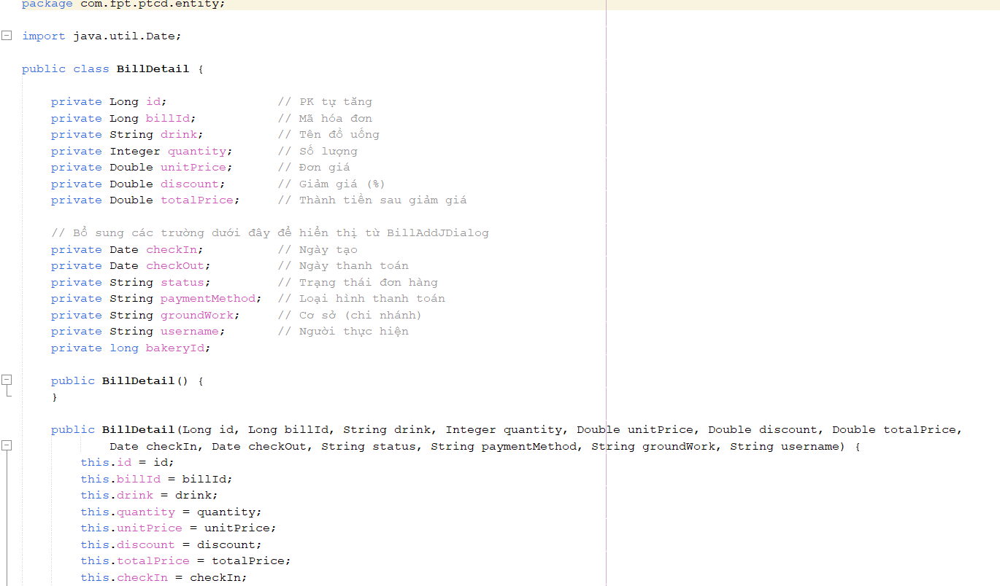 package com.fpt.ptcd.entity;
import java.util.Date;
public class BillDetail {
private Long id; // PK tự tăng
private Long billId; // Mã hóa đơn
private String drink; // Tên đồ uống
private Integer quantity; // Số lượng
private Double unitPrice; // Đơn giá
private Double discount; // Giảm giá (%)
private Double totalPrice; // Thành tiền sau giảm giá
// Bổ sung các trường dưới đây để hiển thị từ BillAddJDialog
private Date checkIn; // Ngày tạo
private Date checkOut; // Ngày thanh toán
private String status; // Trạng thái đơn hàng
private String paymentMethod; // Loại hình thanh toán
private String groundWork; // Cơ sở (chi nhánh)
private String username; // Người thực hiện
private long bakeryId;
public BillDetail() {
}
public BillDetail(Long id, Long billId, String drink, Integer quantity, Double unitPrice, Double discount, Double totalPrice,
Date checkIn, Date checkOut, String status, String paymentMethod, String groundWork, String username) {
this.id = id;
this.billId = billId;
this.drink = drink;
this.quantity = quantity;
this.unitPrice = unitPrice;
this.discount = discount;
this.totalPrice = totalPrice;
this.checkIn = checkIn;